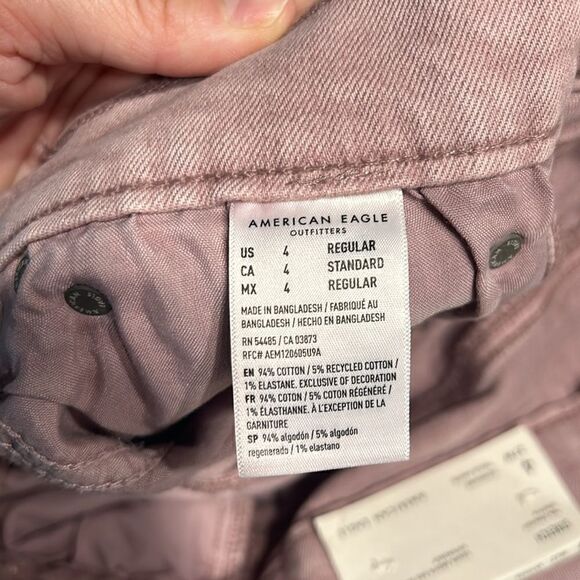 AMERICAN EAGLE
OUTFITTERS
US 4 REGULAR
CA 4 STANDARD
MX 4 REGULAR
MADE IN BANGLADESH / FABRIQUÉ AU
BANGLADESH / HECHO EN BANGLADESH
RN 54485 / CA 03873
RFC# AEM120605U9A
EN 94% COTTON / 5% RECYCLED COTTON /
1% ELASTANE. EXCLUSIVE OF DECORATION
FR 94% COTON / 5% COTON RÉGÉNÉRÉ /
1% ÉLASTHANNE. À L'EXCEPTION DE LA
GARNITURE
SP 94% algodón / 5% algodón
regenerado / 1% elastano